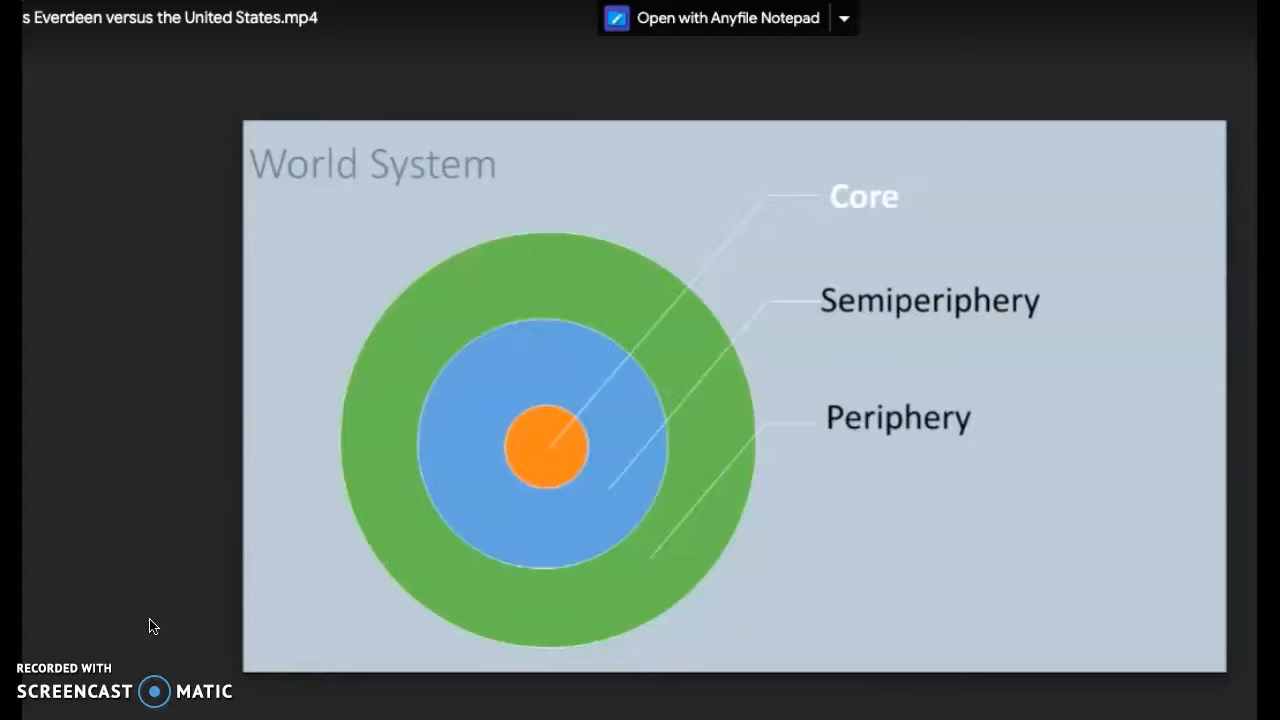 s Everdeen versus the United States.mp4
Open with Anyfile Notepad
World System
Core
Semiperiphery
Periphery
RECORDED WITH
SCREENCAST MATIC